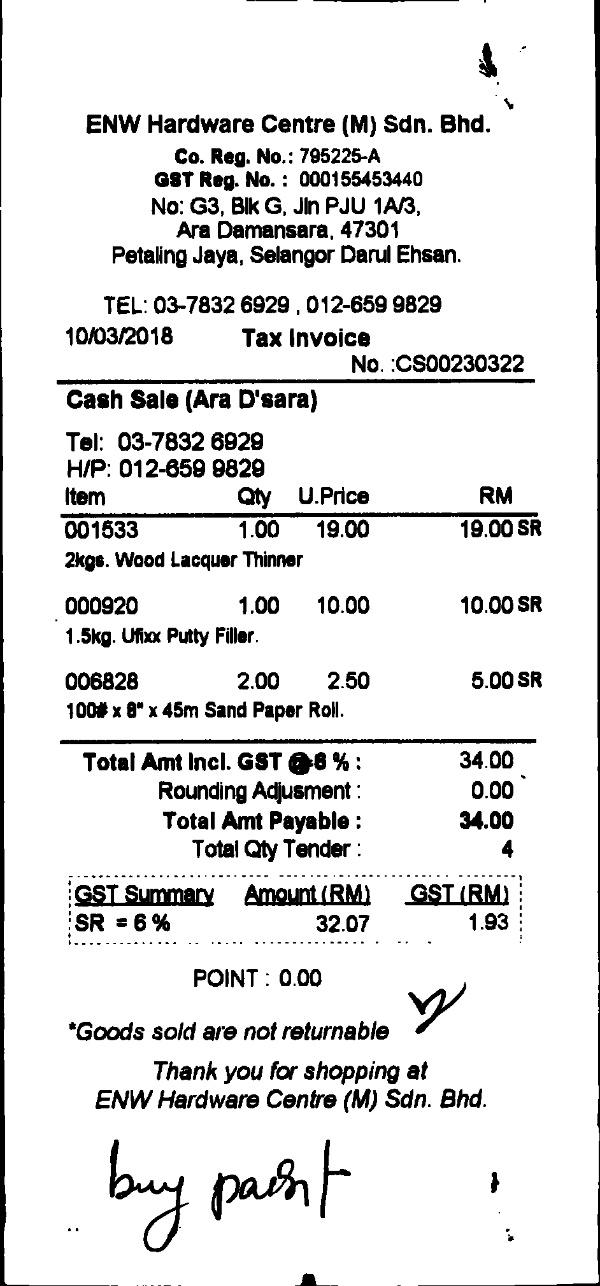 ENW Hardware Centre (M) Sdn. Bhd.
Co. Reg. No.: 795225-A
GST Reg. No. : 000155453440
No: G3, Blk G, Jln PJU 1A/3,
Ara Damansara, 47301
Petaling Jaya, Selangor Darul Ehsan.
TEL: 03-7832 6929 , 012-659 9829
10/03/2018 Tax Invoice
No. :CS00230322
Cash Sale (Ara D'sara)
Tel: 03-7832 6929
H/P: 012-659 9829
Item Qty U.Price RM
001533 1.00 19.00 19.00 SR
2kgs. Wood Lacquer Thinner
000920 1.00 10.00 10.00 SR
1.5kg. Ufixx Putty Filler.
006828 2.00 2.50 5.00 SR
100# x 8" x 45m Sand Paper Roll.
Total Amt Incl. GST @6 % : 34.00
Rounding Adjusment : 0.00
Total Amt Payable : 34.00
Total Qty Tender : 4
GST Summary Amount (RM) GST (RM)
SR = 6 % 32.07 1.93
POINT : 0.00
*Goods sold are not returnable
Thank you for shopping at
ENW Hardware Centre (M) Sdn. Bhd.
buy